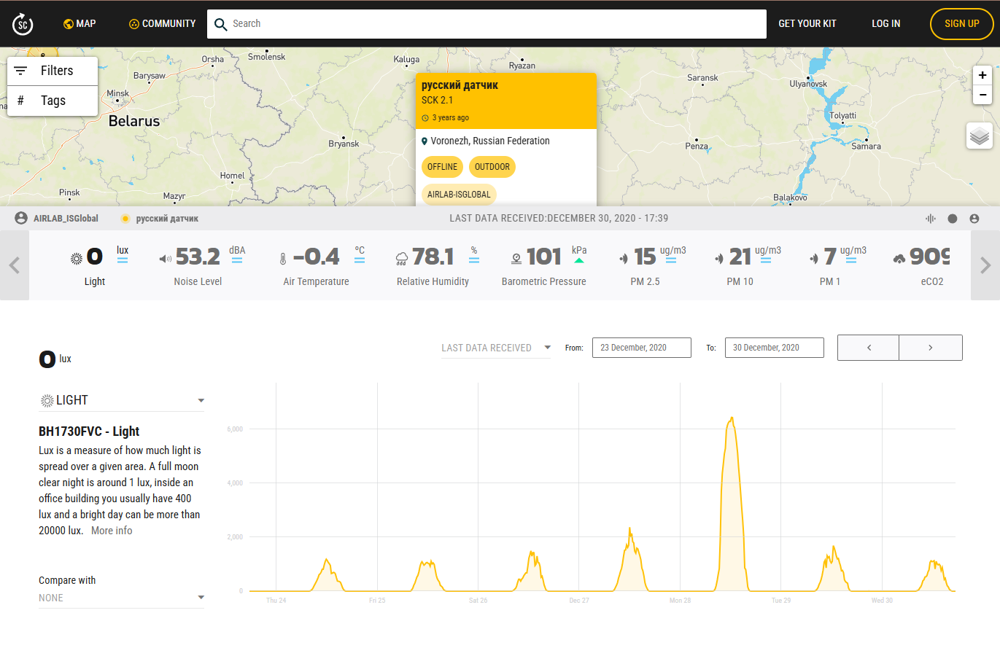 SC
MAP
COMMUNITY
Search
GET YOUR KIT
LOG IN
SIGN UP
Filters
# Tags
Orsha
Smolensk
Kaluga
Ryazan
Barysaw
Minsk
Belarus
Saransk
Ulyanovsk
Tolyatti
Bryansk
Penza
Samara
Homel
Pinsk
Mazyr
Balakovo
+
−
русский датчик
SCK 2.1
3 years ago
Voronezh, Russian Federation
OFFLINE OUTDOOR
AIRLAB-ISGLOBAL
AIRLAB_ISGlobal русский датчик LAST DATA RECEIVED:DECEMBER 30, 2020 - 17:39
0 lux
Light
53.2 dBA
Noise Level
-0.4 ºC
Air Temperature
78.1 %
Relative Humidity
101 kPa
Barometric Pressure
15 ug/m3
PM 2.5
21 ug/m3
PM 10
7 ug/m3
PM 1
909
eCO2
LAST DATA RECEIVED From: 23 December, 2020 To: 30 December, 2020
0 lux
LIGHT
BH1730FVC - Light
Lux is a measure of how much light is
spread over a given area. A full moon
clear night is around 1 lux, inside an
office building you usually have 400
lux and a bright day can be more than
20000 lux. More info
Compare with
NONE
6,000
4,000
2,000
0
Thu 24 Fri 25 Sat 26 Dec 27 Mon 28 Tue 29 Wed 30